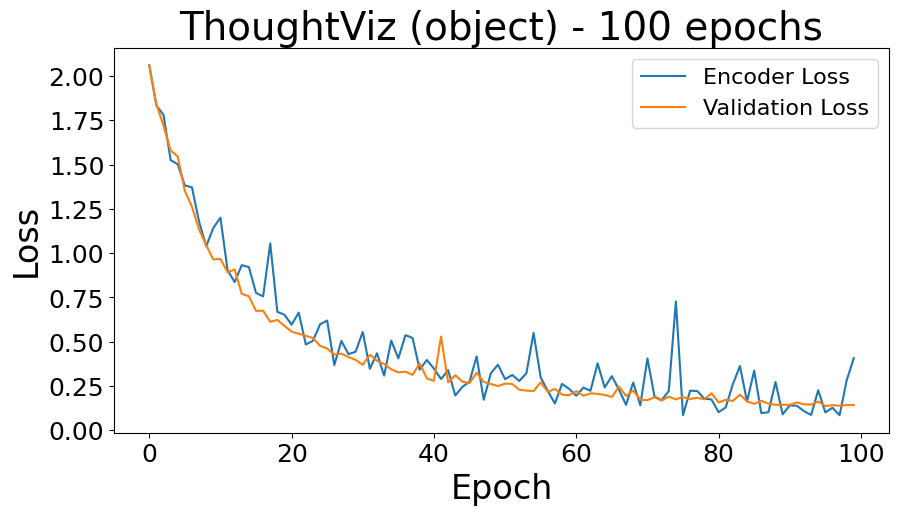 ThoughtViz (object) - 100 epochs
Encoder Loss
Validation Loss
Loss
2.00
1.75
1.50
1.25
1.00
0.75
0.50
0.25
0.00
0 20 40 60 80 100
Epoch